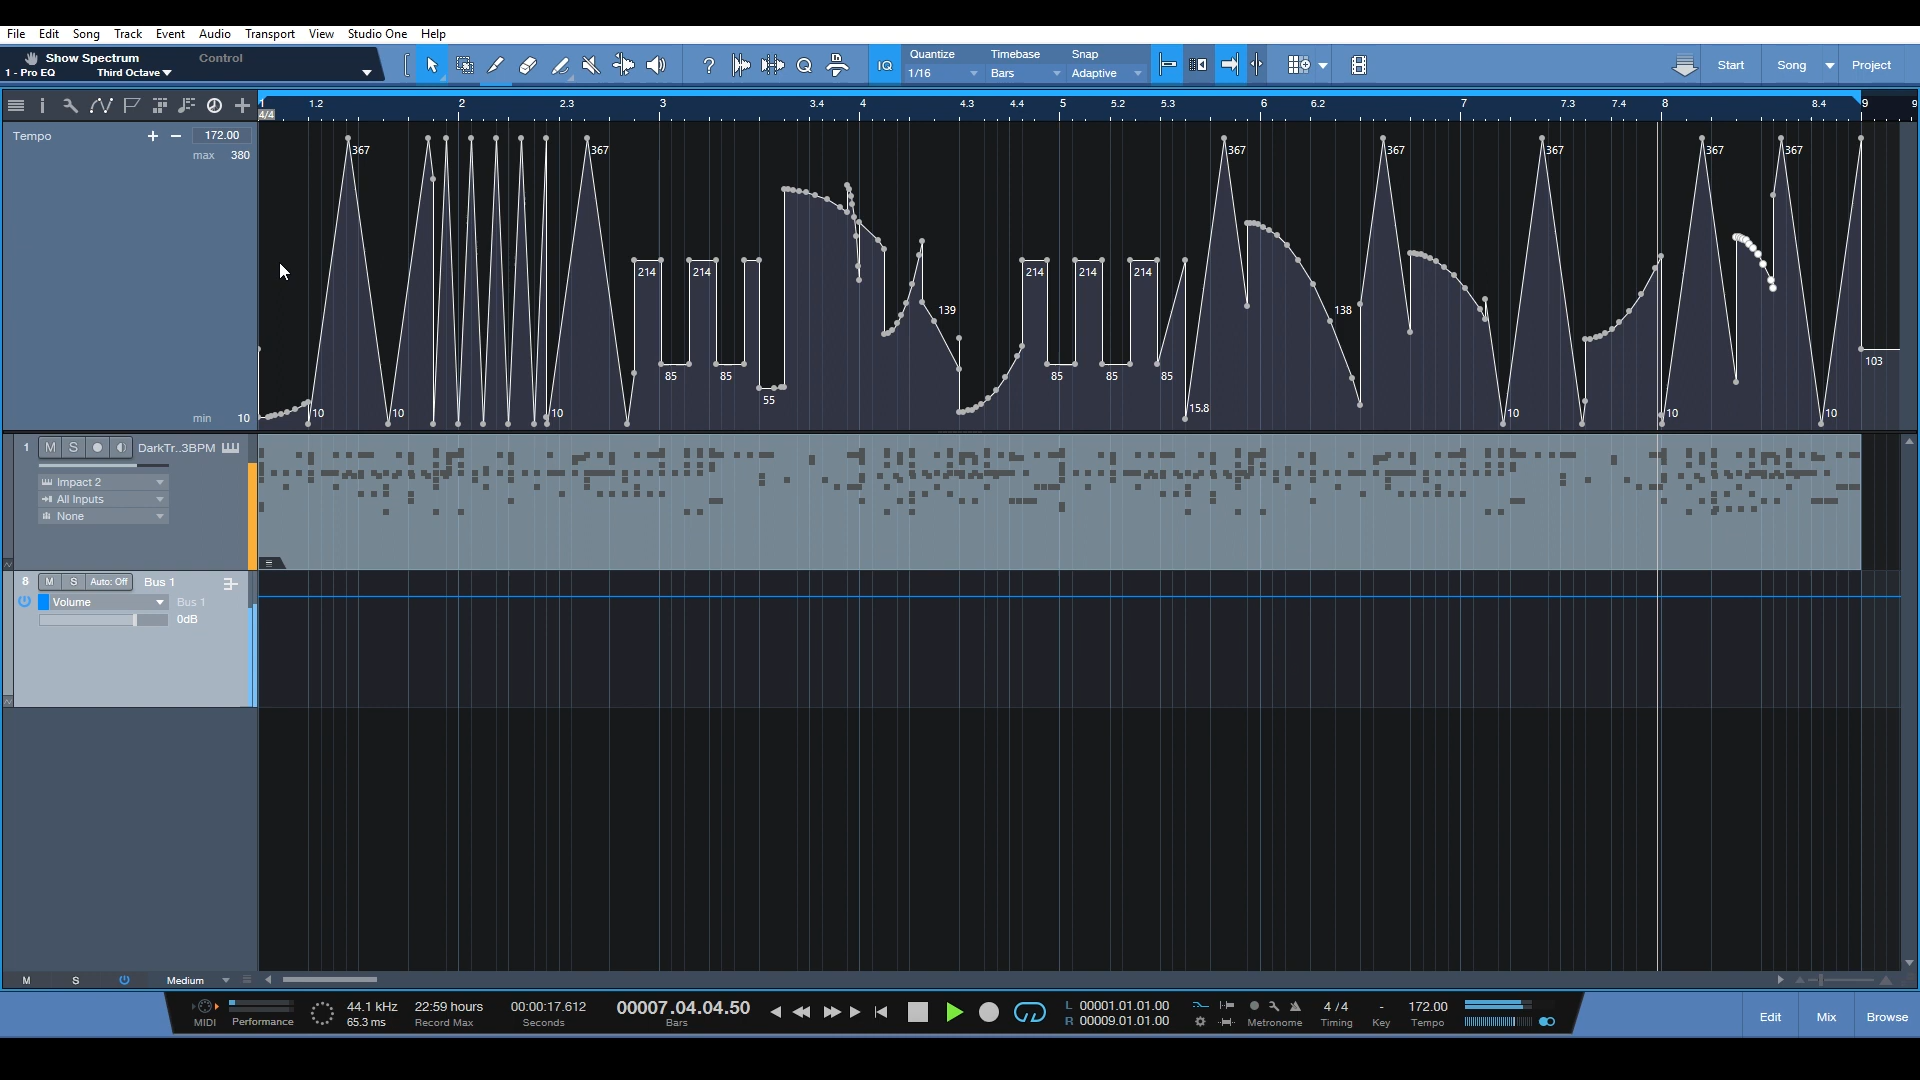 File Edit Song Track Event Audio Transport View Studio One Help
Show Spectrum Control
1 - Pro EQ Third Octave
IQ Quantize Timebase Snap
1/16 Bars Adaptive
Start Song Project
1 1.2 2 2.3 3 3.4 4 4.3 4.4 5 5.2 5.3 6 6.2 7 7.3 7.4 8 8.4 9 9
4/4
Tempo + − 172.00
max 380
367 367 367 367 367 367 367
214 214 214 214 214
139 138
85 85 85 85 85
103
55
15.8
min 10
10 10 10 10 10 10
1 M S DarkTr..3BPM
Impact 2
All Inputs
None
8 M S Auto: Off Bus 1
Volume Bus 1
0dB
M S Medium
MIDI Performance
44.1 kHz 22:59 hours 00:00:17.612 00007.04.04.50
65.3 ms Record Max Seconds Bars
L 00001.01.01.00
R 00009.01.01.00
Metronome
4/4 - 172.00
Timing Key Tempo
Edit Mix Browse